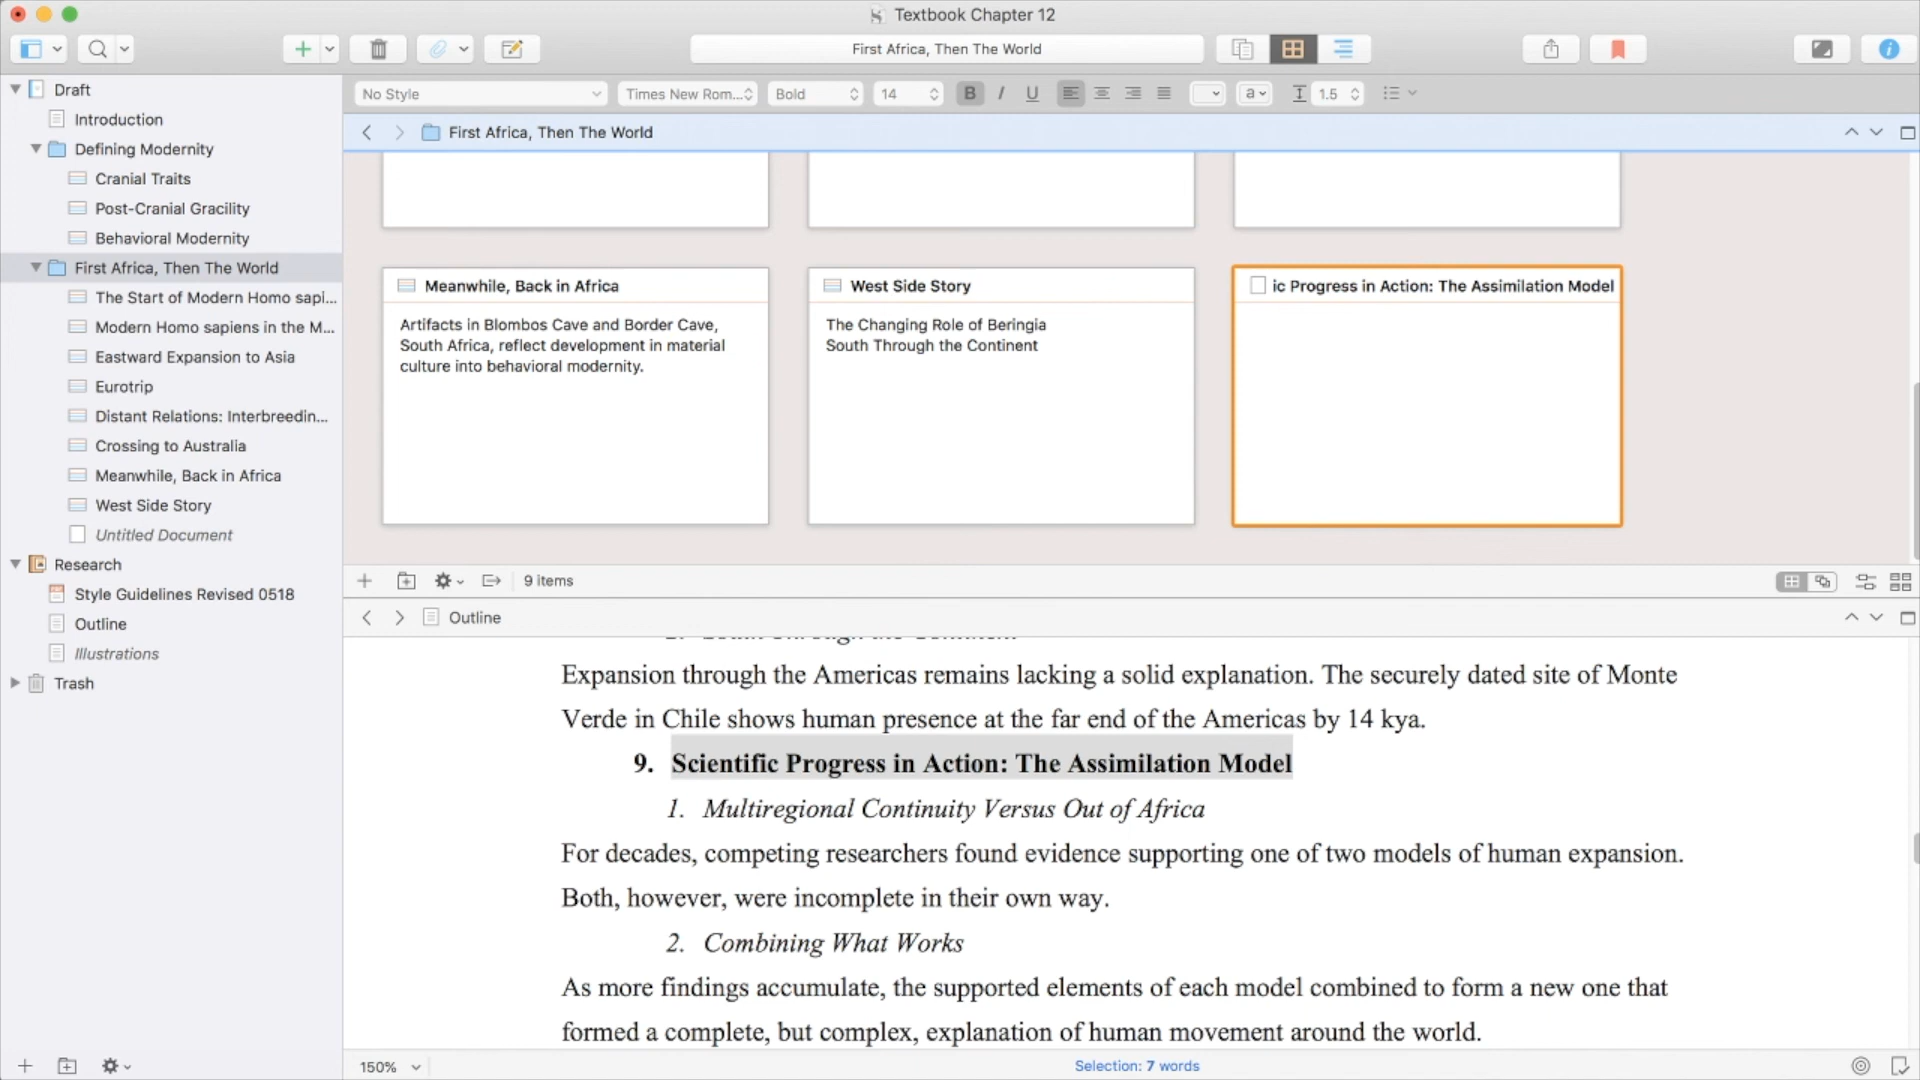 Textbook Chapter 12
First Africa, Then The World
No Style
Times New Rom...
Bold
14
B
I
U
a
1.5
Draft
Introduction
Defining Modernity
Cranial Traits
Post-Cranial Gracility
Behavioral Modernity
First Africa, Then The World
The Start of Modern Homo sapi...
Modern Homo sapiens in the M...
Eastward Expansion to Asia
Eurotrip
Distant Relations: Interbreedin...
Crossing to Australia
Meanwhile, Back in Africa
West Side Story
Untitled Document
Research
Style Guidelines Revised 0518
Outline
Illustrations
Trash
First Africa, Then The World
Meanwhile, Back in Africa
Artifacts in Blombos Cave and Border Cave,
South Africa, reflect development in material
culture into behavioral modernity.
West Side Story
The Changing Role of Beringia
South Through the Continent
ic Progress in Action: The Assimilation Model
9 items
Outline
Expansion through the Americas remains lacking a solid explanation. The securely dated site of Monte
Verde in Chile shows human presence at the far end of the Americas by 14 kya.
9. Scientific Progress in Action: The Assimilation Model
1. Multiregional Continuity Versus Out of Africa
For decades, competing researchers found evidence supporting one of two models of human expansion.
Both, however, were incomplete in their own way.
2. Combining What Works
As more findings accumulate, the supported elements of each model combined to form a new one that
formed a complete, but complex, explanation of human movement around the world.
150%
Selection: 7 words